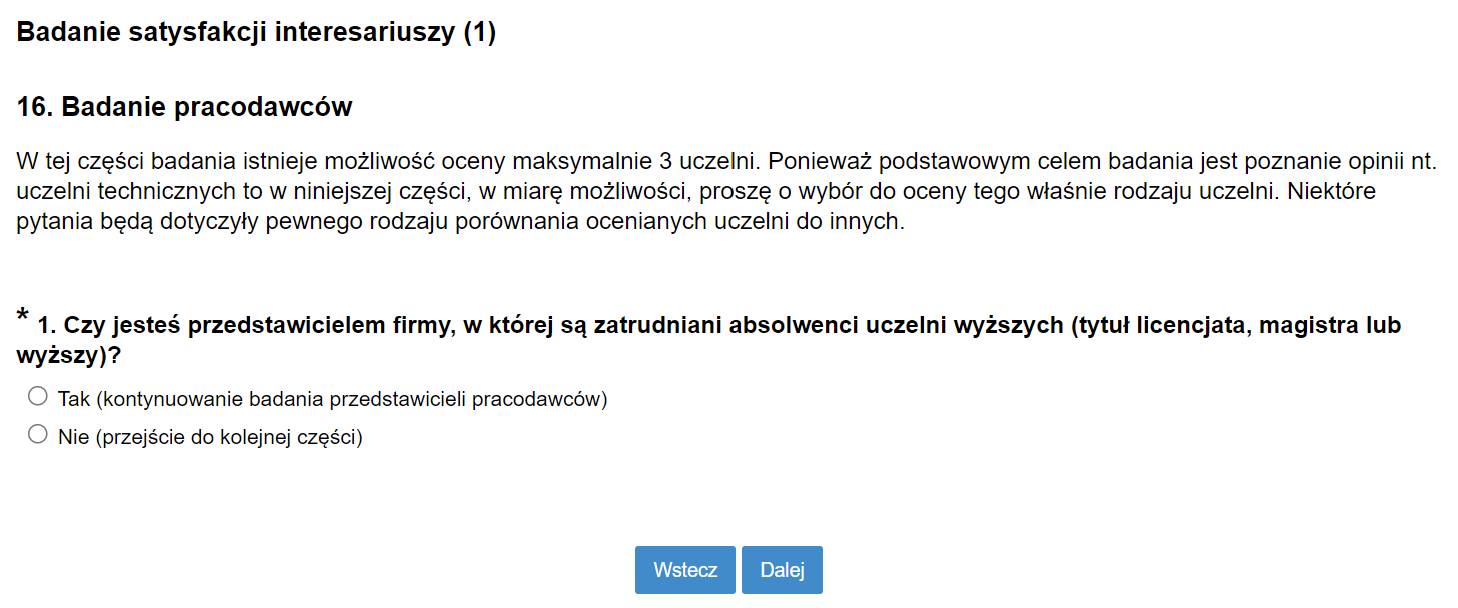 Badanie satysfakcji interesariuszy (1)
16. Badanie pracodawców
W tej części badania istnieje możliwość oceny maksymalnie 3 uczelni. Ponieważ podstawowym celem badania jest poznanie opinii nt.
uczelni technicznych to w niniejszej części, w miarę możliwości, proszę o wybór do oceny tego właśnie rodzaju uczelni. Niektóre
pytania będą dotyczyły pewnego rodzaju porównania ocenianych uczelni do innych.
* 1. Czy jesteś przedstawicielem firmy, w której są zatrudniani absolwenci uczelni wyższych (tytuł licencjata, magistra lub
wyższy)?
Tak (kontynuowanie badania przedstawicieli pracodawców)
Nie (przejście do kolejnej części)
Wstecz Dalej